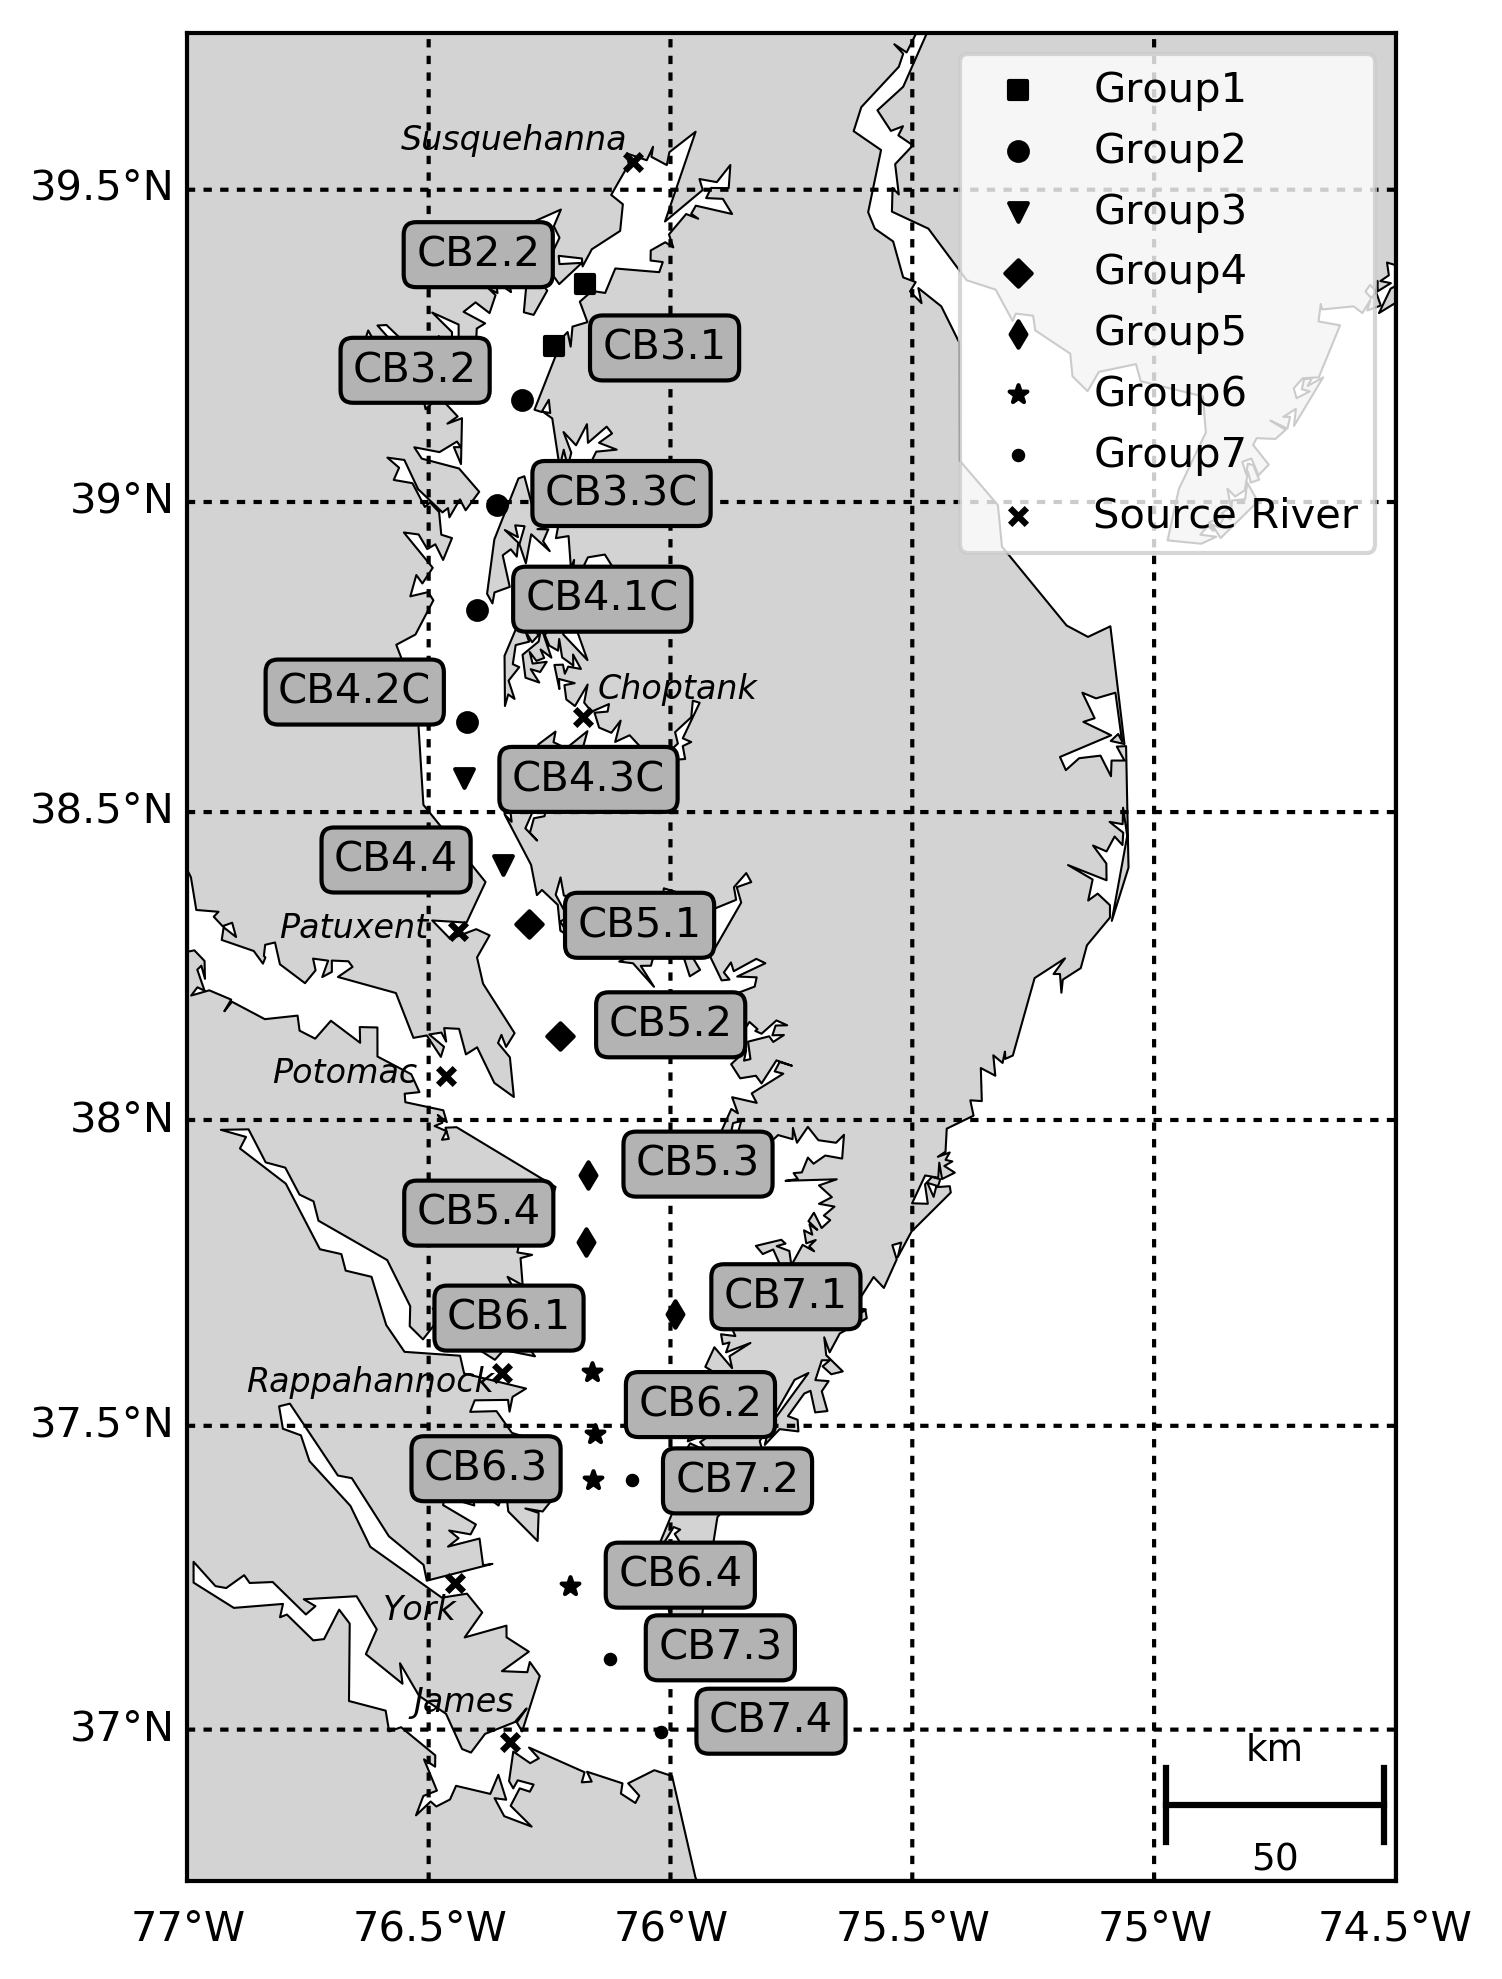 Group1
Group2
Group3
Group4
Group5
Group6
Group7
Source River
Susquehanna
39.5°N
CB2.2
CB3.1
CB3.2
39°N
CB3.3C
CB4.1C
CB4.2C
Choptank
CB4.3C
38.5°N
CB4.4
Patuxent
CB5.1
CB5.2
Potomac
38°N
CB5.3
CB5.4
CB7.1
CB6.1
Rappahannock
CB6.2
37.5°N
CB6.3
CB7.2
CB6.4
York
CB7.3
James
37°N
CB7.4
km
50
77°W 76.5°W 76°W 75.5°W 75°W 74.5°W